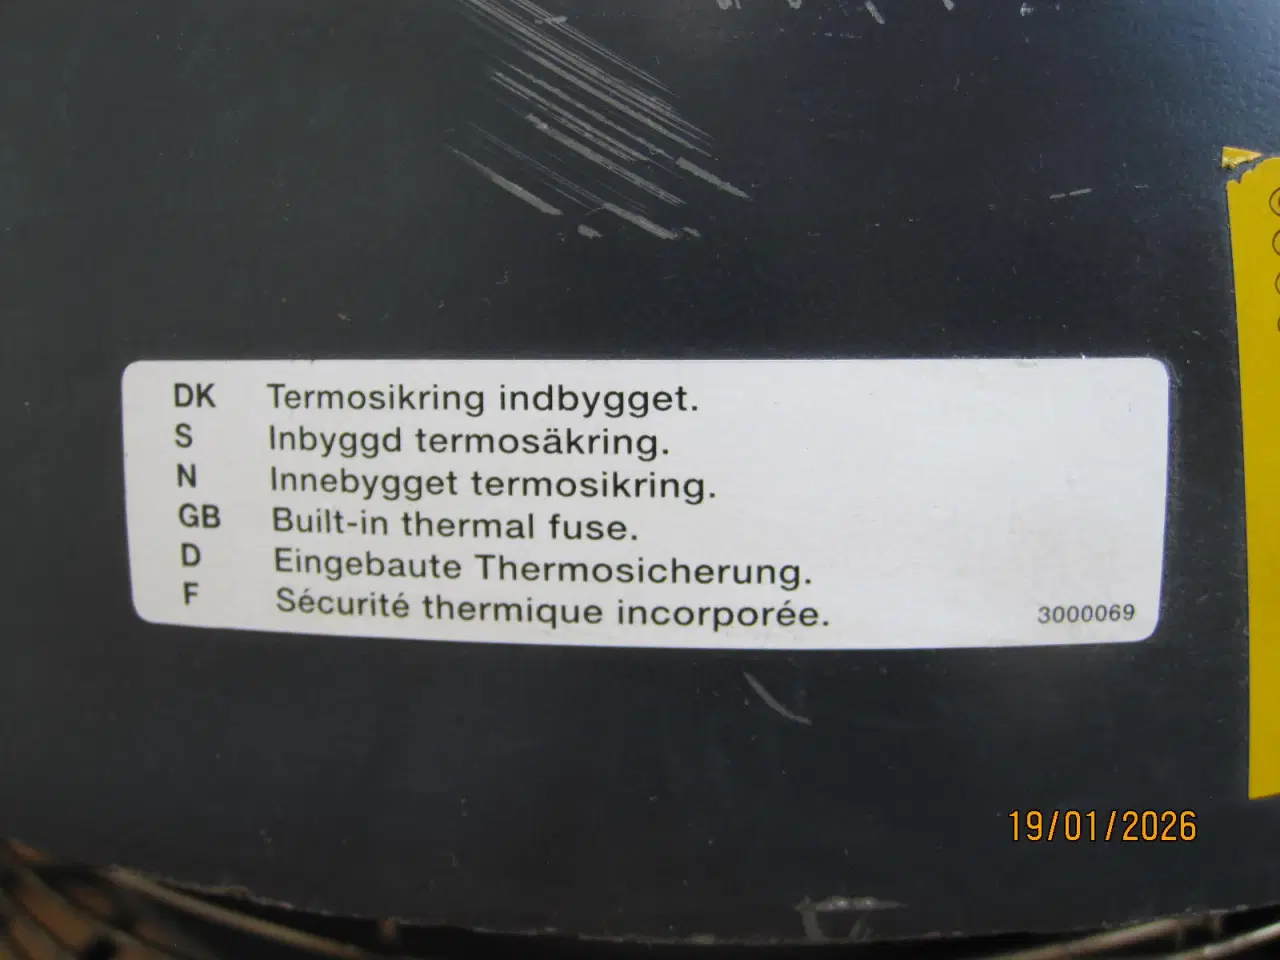 DK Termosikring indbygget.
S Inbyggd termosäkring.
N Innebygget termosikring.
GB Built-in thermal fuse.
D Eingebaute Thermosicherung.
F Sécurité thermique incorporée.
3000069
19/01/2026